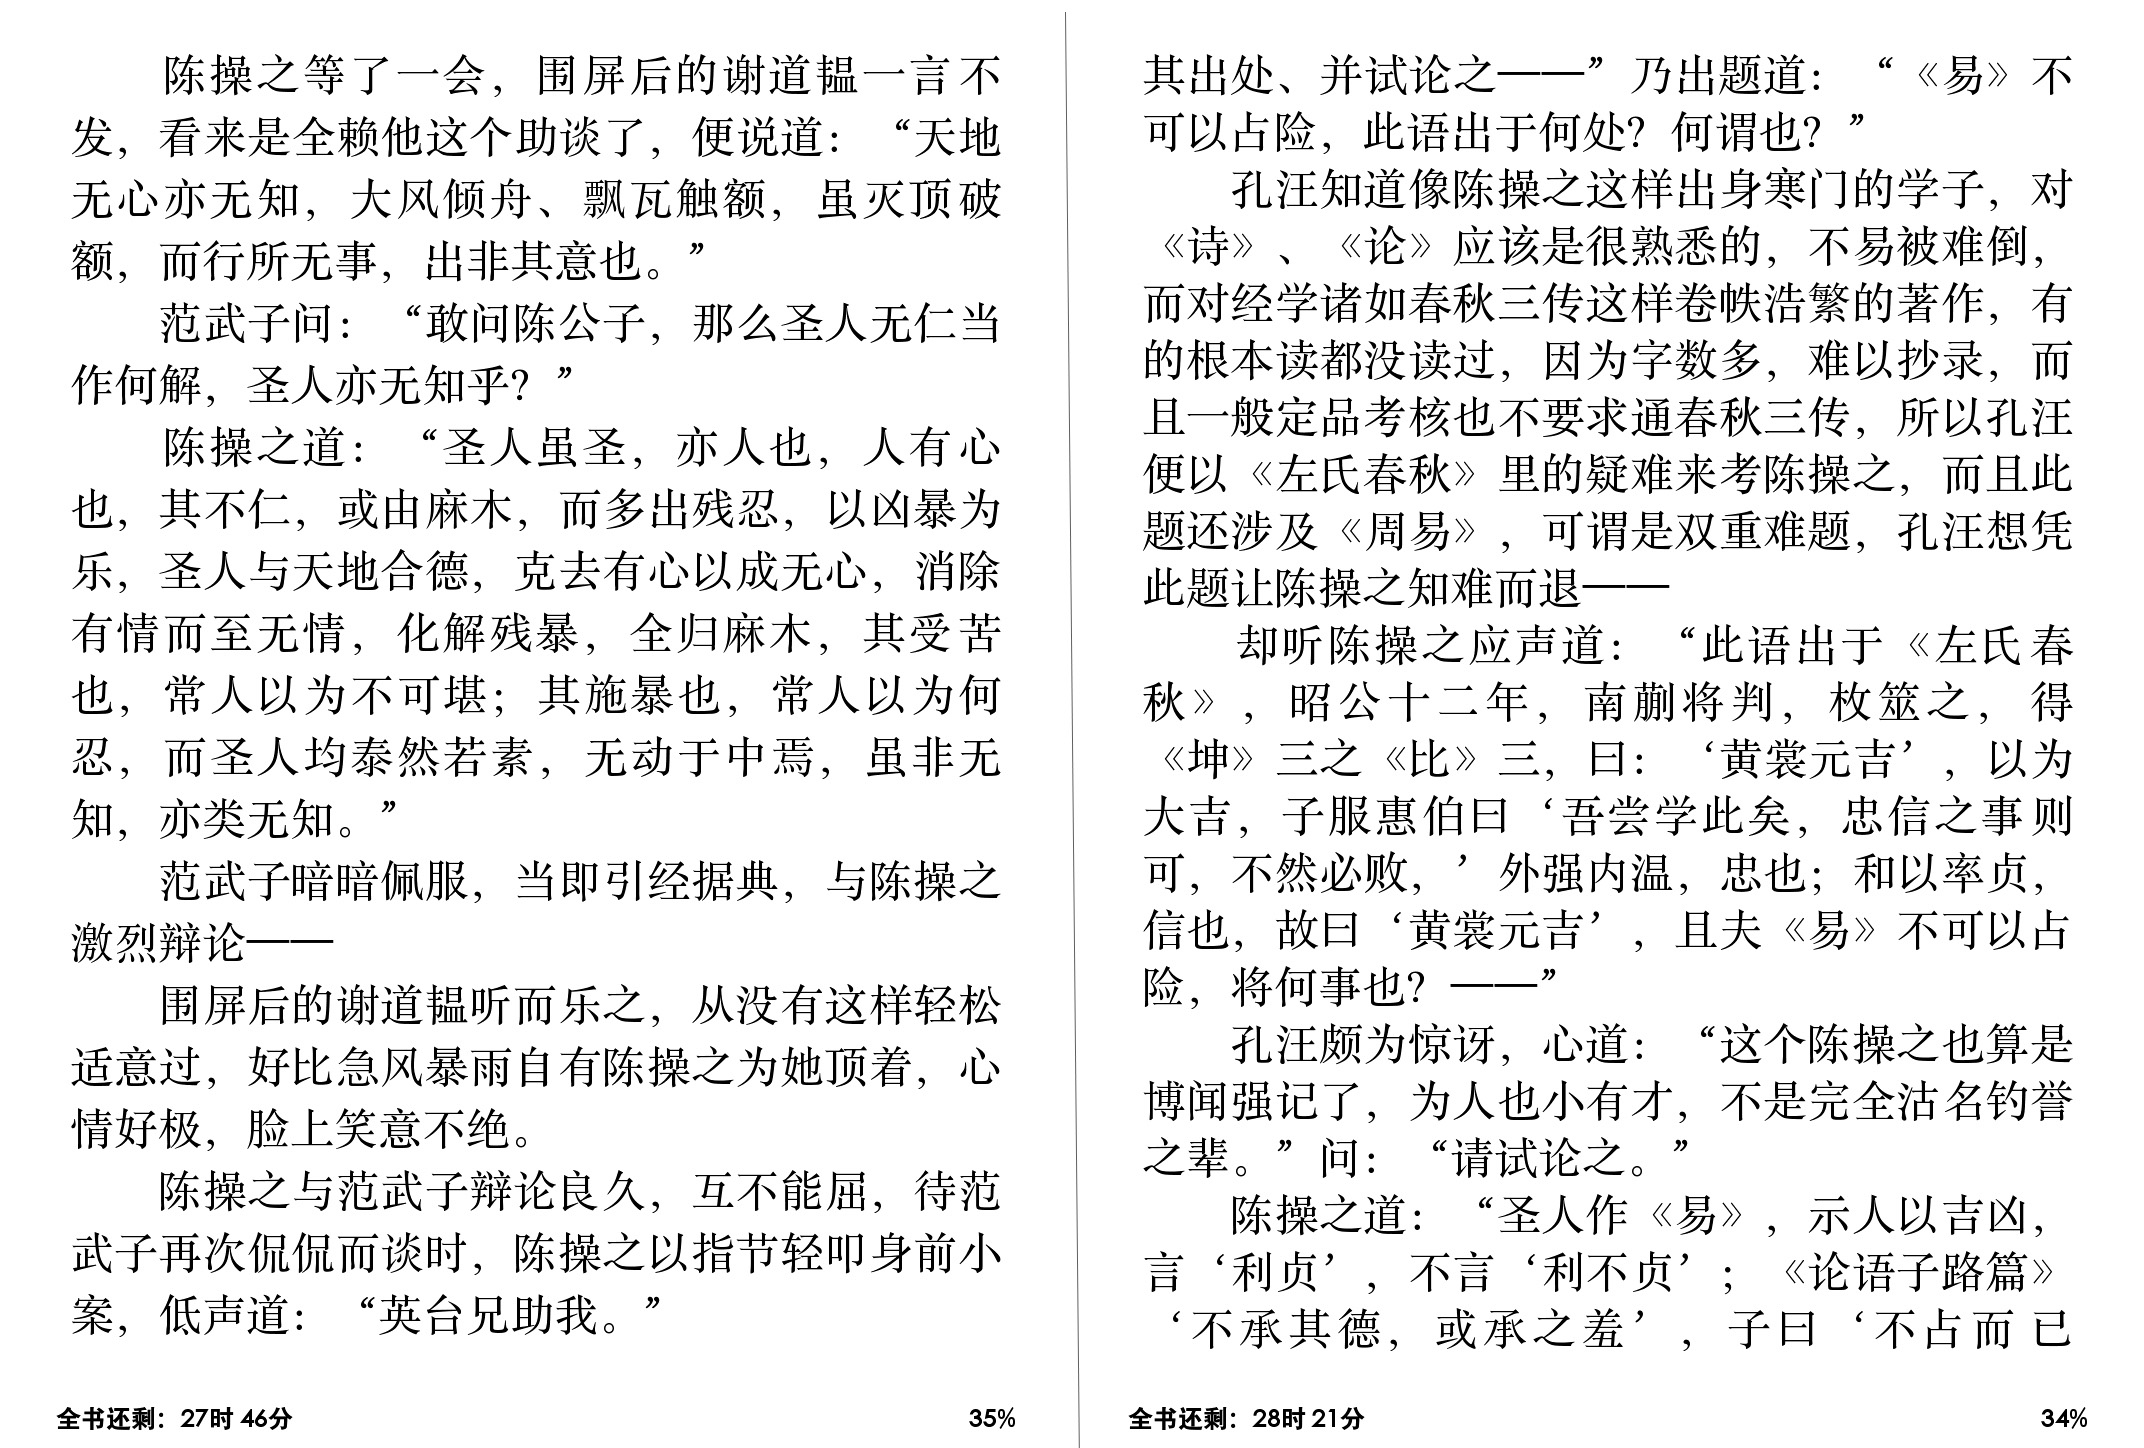 陈操之等了一会，围屏后的谢道韫一言不
发，看来是全赖他这个助谈了，便说道：“天地
无心亦无知，大风倾舟、飘瓦触额，虽灭顶破
额，而行所无事，出非其意也。”
范武子问：“敢问陈公子，那么圣人无仁当
作何解，圣人亦无知乎？”
陈操之道：“圣人虽圣，亦人也，人有心
也，其不仁，或由麻木，而多出残忍，以凶暴为
乐，圣人与天地合德，克去有心以成无心，消除
有情而至无情，化解残暴，全归麻木，其受苦
也，常人以为不可堪；其施暴也，常人以为何
忍，而圣人均泰然若素，无动于中焉，虽非无
知，亦类无知。”
范武子暗暗佩服，当即引经据典，与陈操之
激烈辩论——
围屏后的谢道韫听而乐之，从没有这样轻松
适意过，好比急风暴雨自有陈操之为她顶着，心
情好极，脸上笑意不绝。
陈操之与范武子辩论良久，互不能屈，待范
武子再次侃侃而谈时，陈操之以指节轻叩身前小
案，低声道：“英台兄助我。”
全书还剩：27时 46分
35%
其出处、并试论之——”乃出题道：“《易》不
可以占险，此语出于何处？何谓也？”
孔汪知道像陈操之这样出身寒门的学子，对
《诗》、《论》应该是很熟悉的，不易被难倒，
而对经学诸如春秋三传这样卷帙浩繁的著作，有
的根本读都没读过，因为字数多，难以抄录，而
且一般定品考核也不要求通春秋三传，所以孔汪
便以《左氏春秋》里的疑难来考陈操之，而且此
题还涉及《周易》，可谓是双重难题，孔汪想凭
此题让陈操之知难而退——
却听陈操之应声道：“此语出于《左氏春
秋》，昭公十二年，南蒯将判，枚筮之，得
《坤》三之《比》三，曰：‘黄裳元吉’，以为
大吉，子服惠伯曰‘吾尝学此矣，忠信之事则
可，不然必败，’外强内温，忠也；和以率贞，
信也，故曰‘黄裳元吉’，且夫《易》不可以占
险，将何事也？——”
孔汪颇为惊讶，心道：“这个陈操之也算是
博闻强记了，为人也小有才，不是完全沽名钓誉
之辈。”问：“请试论之。”
陈操之道：“圣人作《易》，示人以吉凶，
言‘利贞’，不言‘利不贞’；《论语子路篇》
‘不承其德，或承之羞’，子曰‘不占而已
全书还剩：28时 21分
34%